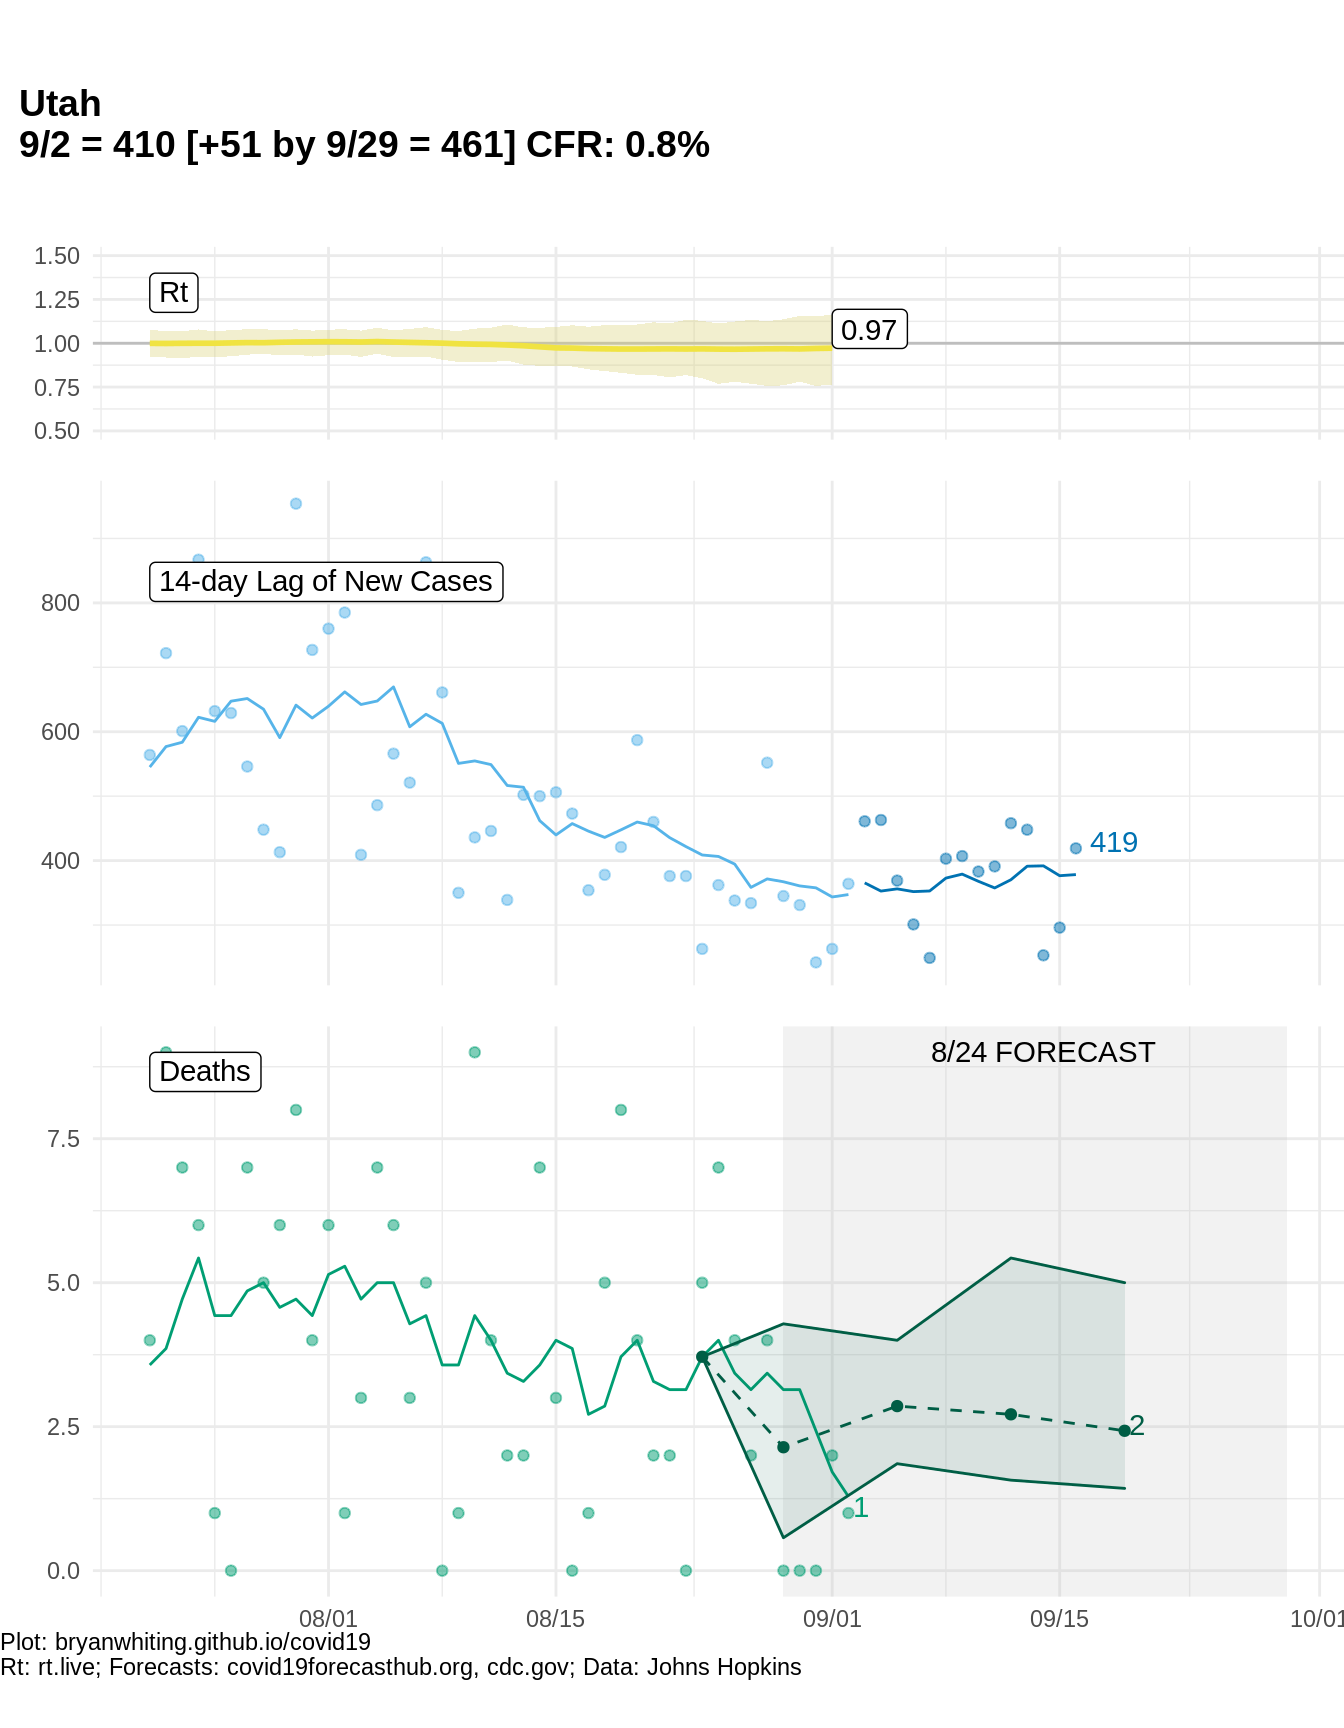 Utah
9/2 = 410 [+51 by 9/29 = 461] CFR: 0.8%
1.50
1.25
1.00
0.75
0.50
Rt
0.97
800
600
400
14-day Lag of New Cases
419
7.5
5.0
2.5
0.0
Deaths
8/24 FORECAST
2
1
08/01
08/15
09/01
09/15
10/01
Plot: bryanwhiting.github.io/covid19
Rt: rt.live; Forecasts: covid19forecasthub.org, cdc.gov; Data: Johns Hopkins